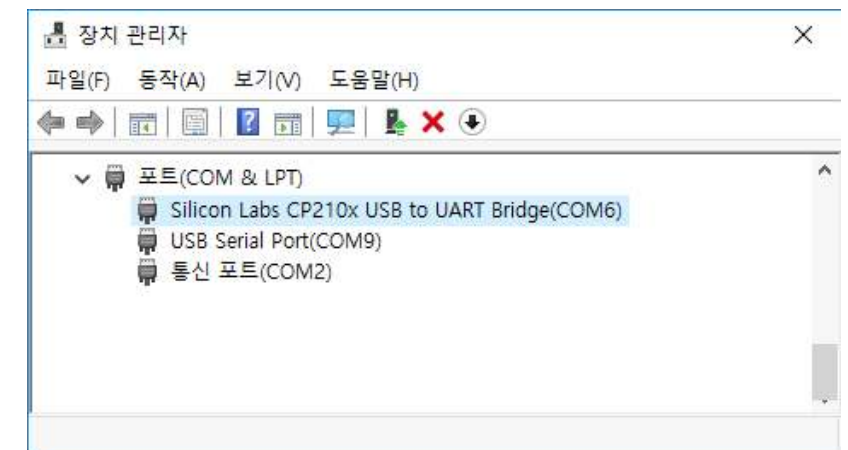 장치 관리자
파일(F) 동작(A) 보기(V) 도움말(H)
포트(COM & LPT)
Silicon Labs CP210x USB to UART Bridge(COM6)
USB Serial Port(COM9)
통신 포트(COM2)